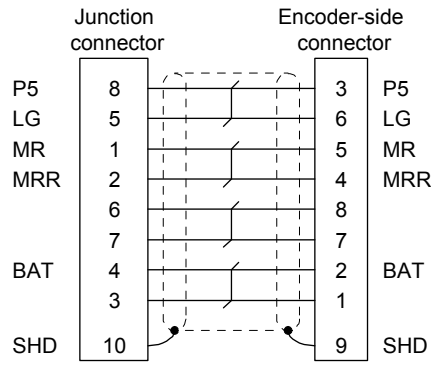 Junction connector Encoder-side connector
P5 8 3 P5
LG 5 6 LG
MR 1 5 MR
MRR 2 4 MRR
6 8
7 7
BAT 4 2 BAT
3 1
SHD 10 9 SHD